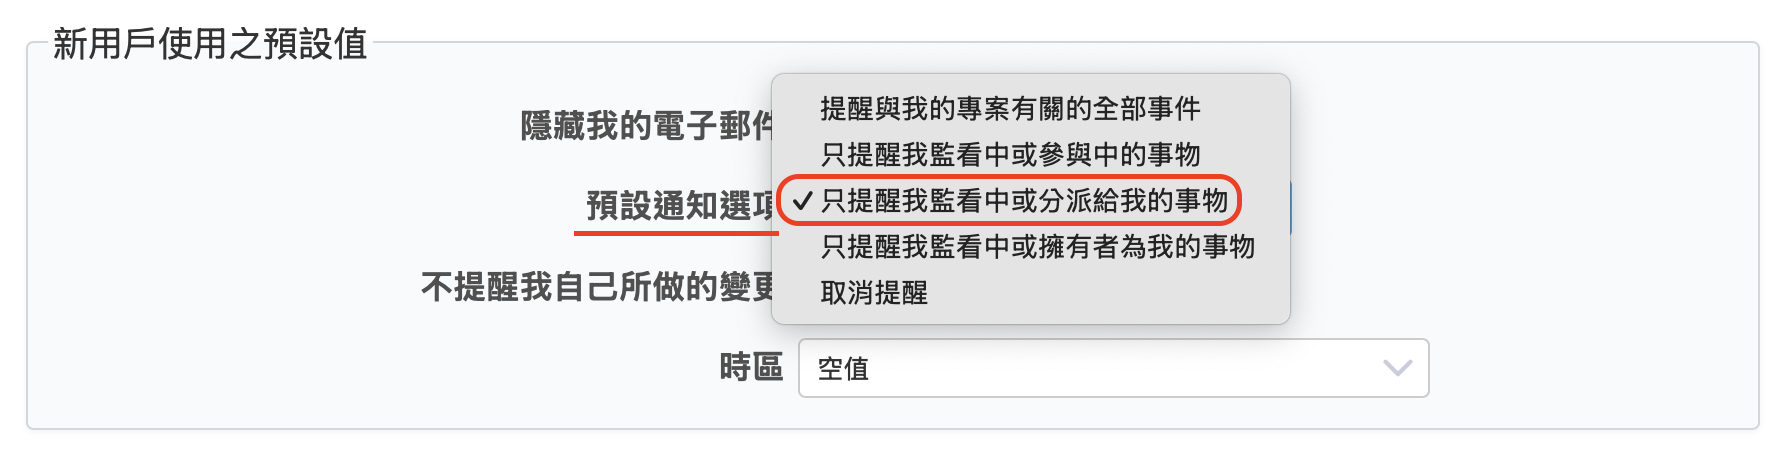 新用戶使用之預設值
隱藏我的電子郵件
提醒與我的專案有關的全部事件
只提醒我監看中或參與中的事物
預設通知選項
✓ 只提醒我監看中或分派給我的事物
只提醒我監看中或擁有者為我的事物
不提醒我自己所做的變更
取消提醒
時區
空值